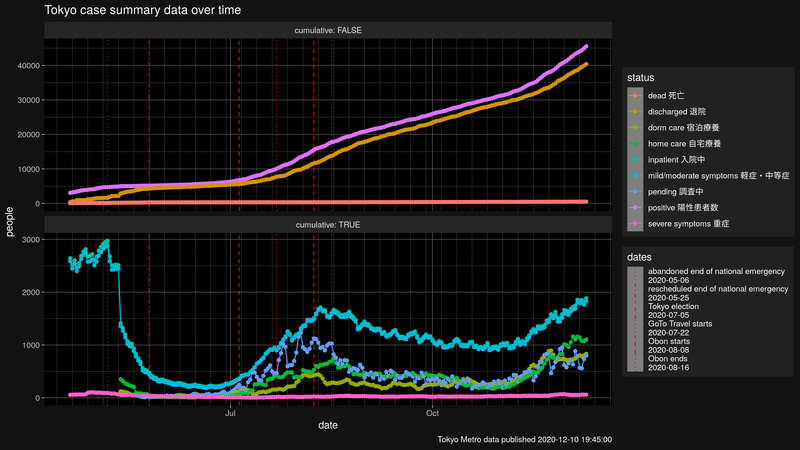 Tokyo case summary data over time
cumulative: FALSE
40000
30000
20000
10000
0
cumulative: TRUE
3000
2000
1000
0
people
Jul
Oct
date
status
dead 死亡
discharged 退院
dorm care 宿泊療養
home care 自宅療養
inpatient 入院中
mild/moderate symptoms 軽症・中等症
pending 調査中
positive 陽性患者数
severe symptoms 重症
dates
abandoned end of national emergency
2020-05-06
rescheduled end of national emergency
2020-05-25
Tokyo election
2020-07-05
GoTo Travel starts
2020-07-22
Obon starts
2020-08-08
Obon ends
2020-08-16
Tokyo Metro data published 2020-12-10 19:45:00